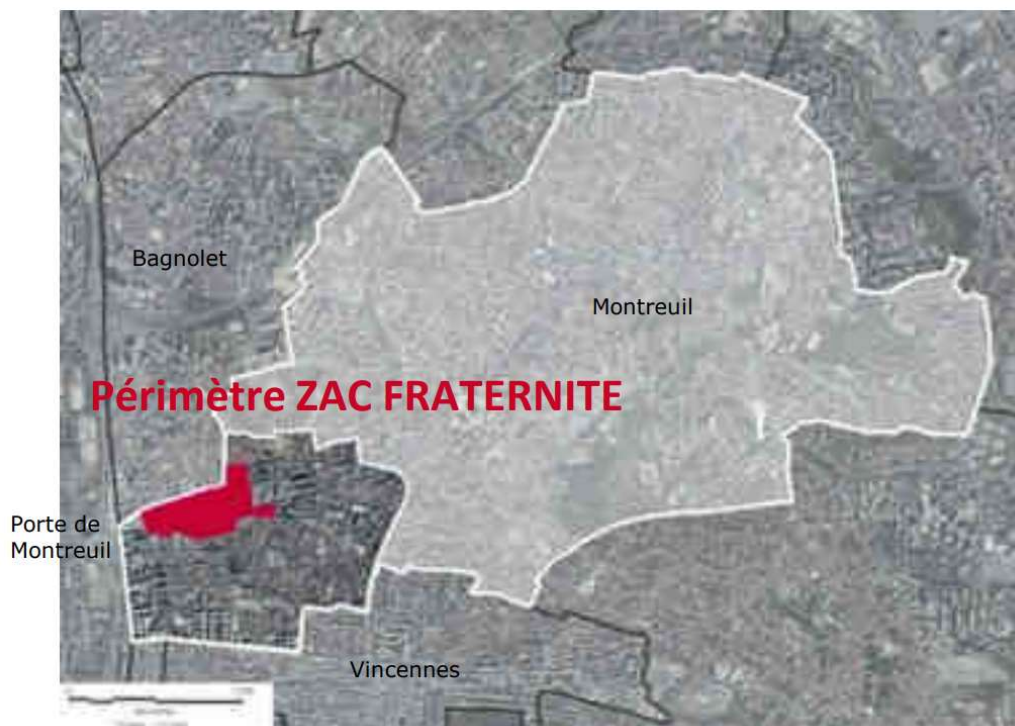 Bagnolet
Montreuil
Périmètre ZAC FRATERNITE
Porte de
Montreuil
Vincennes